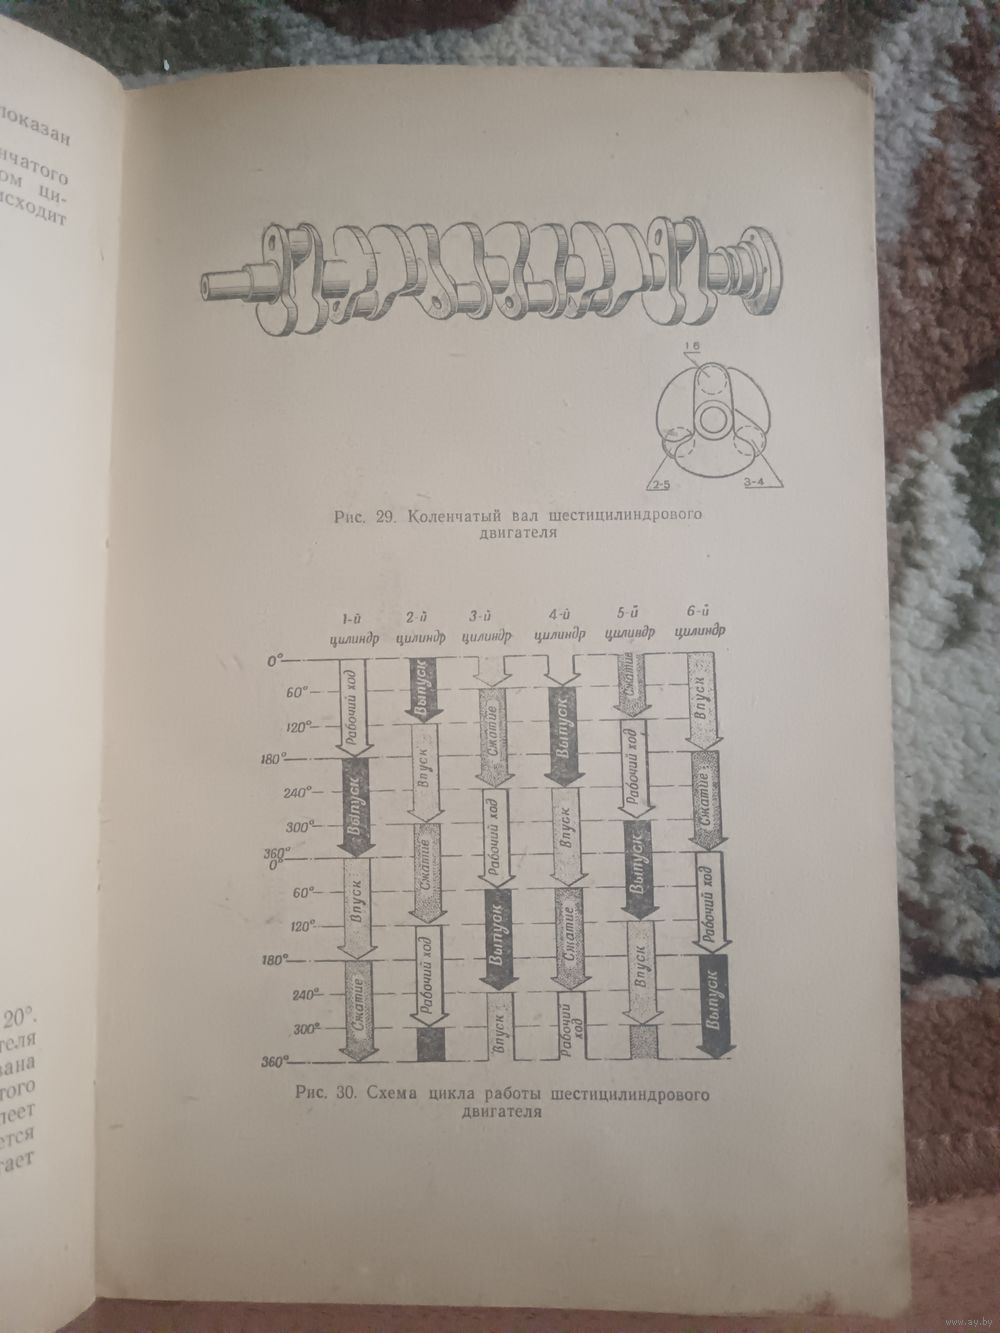 показан
нчатого
ом ци-
исходит
20°.
теля
вана
того
леет
ется
гает
1 6
2-5
3-4
Рис. 29. Коленчатый вал шестицилиндрового
двигателя
1-й цилиндр
2-й цилиндр
3-й цилиндр
4-й цилиндр
5-й цилиндр
6-й цилиндр
0°
60°
120°
180°
240°
300°
360°
0°
60°
120°
180°
240°
300°
360°
Рабочий ход
Выпуск
Впуск
Сжатие
Выпуск
Впуск
Сжатие
Рабочий ход
Сжатие
Рабочий ход
Выпуск
Впуск
Выпуск
Впуск
Сжатие
Рабочий ход
Сжатие
Рабочий ход
Выпуск
Впуск
Впуск
Сжатие
Рабочий ход
Выпуск
Рис. 30. Схема цикла работы шестицилиндрового
двигателя
www.ay.by